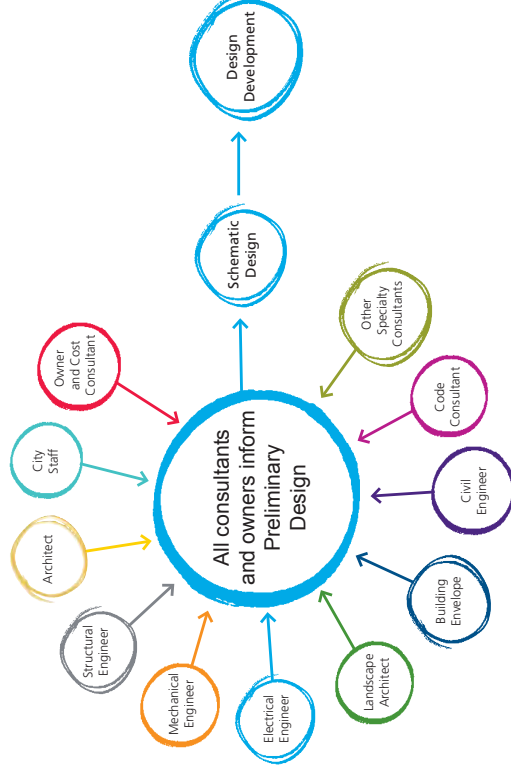 All consultants
and owners inform
Preliminary
Design
Schematic
Design
Design
Development
Owner
and Cost
Consultant
City
Staff
Architect
Structural
Engineer
Mechanical
Engineer
Electrical
Engineer
Landscape
Architect
Building
Envelope
Civil
Engineer
Code
Consultant
Other
Specialty
Consultants